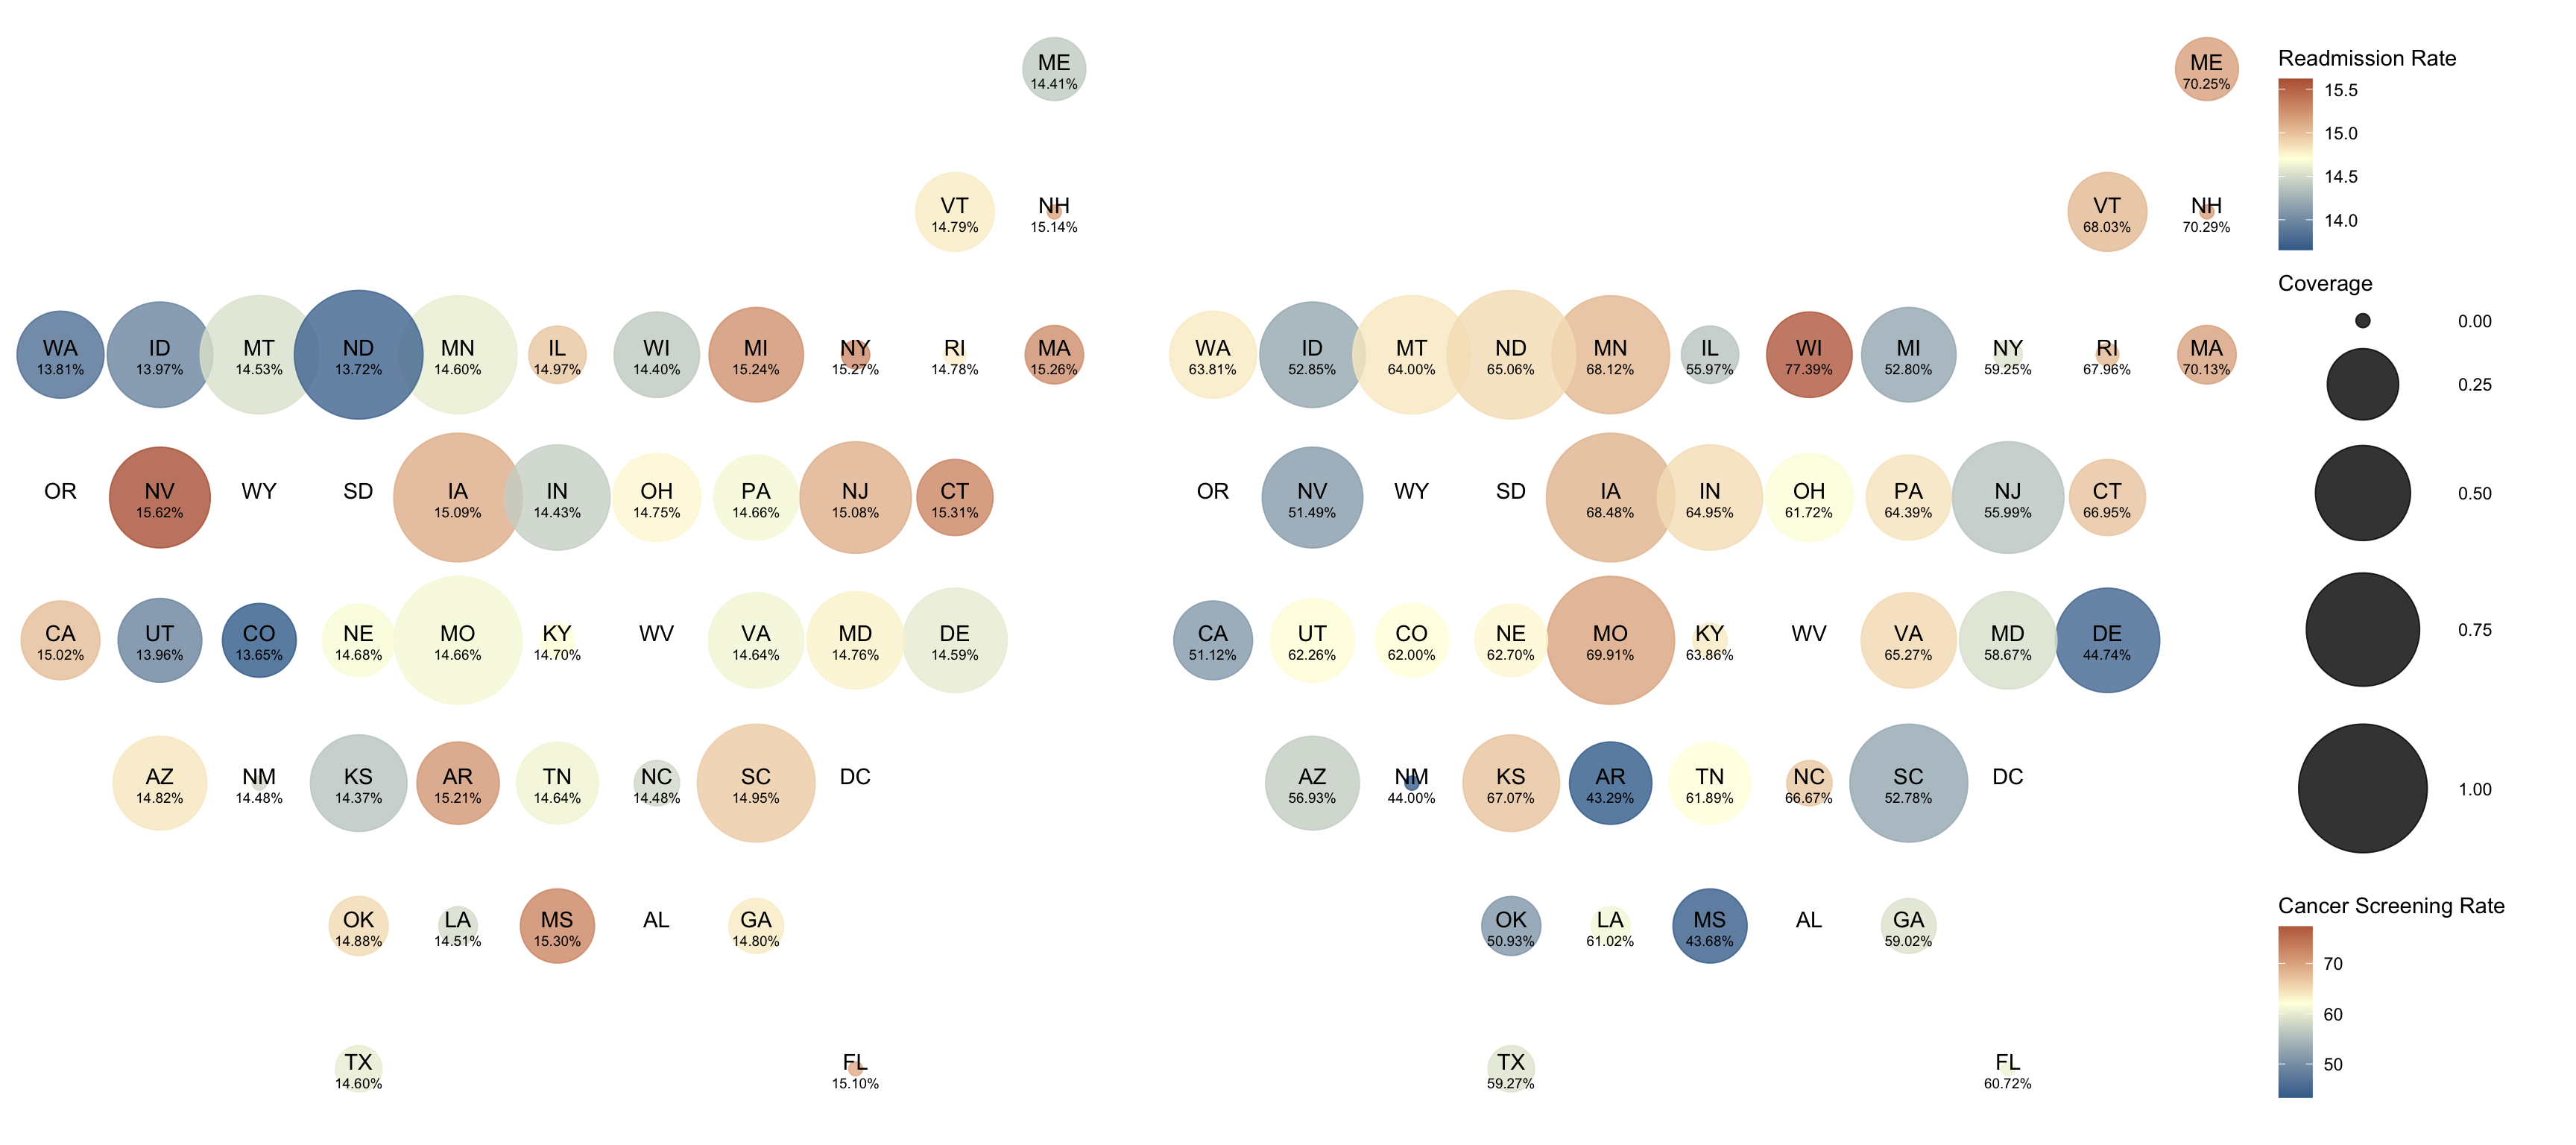 ME
14.41%
VT
14.79%
NH
15.14%
WA
13.81%
ID
13.97%
MT
14.53%
ND
13.72%
MN
14.60%
IL
14.97%
WI
14.40%
MI
15.24%
NY
15.27%
RI
14.78%
MA
15.26%
OR
NV
15.62%
WY
SD
IA
15.09%
IN
14.43%
OH
14.75%
PA
14.66%
NJ
15.08%
CT
15.31%
CA
15.02%
UT
13.96%
CO
13.65%
NE
14.68%
MO
14.66%
KY
14.70%
WV
VA
14.64%
MD
14.76%
DE
14.59%
AZ
14.82%
NM
14.48%
KS
14.37%
AR
15.21%
TN
14.64%
NC
14.48%
SC
14.95%
DC
OK
14.88%
LA
14.51%
MS
15.30%
AL
GA
14.80%
TX
14.60%
FL
15.10%
ME
70.25%
VT
68.03%
NH
70.29%
WA
63.81%
ID
52.85%
MT
64.00%
ND
65.06%
MN
68.12%
IL
55.97%
WI
77.39%
MI
52.80%
NY
59.25%
RI
67.96%
MA
70.13%
OR
NV
51.49%
WY
SD
IA
68.48%
IN
64.95%
OH
61.72%
PA
64.39%
NJ
55.99%
CT
66.95%
CA
51.12%
UT
62.26%
CO
62.00%
NE
62.70%
MO
69.91%
KY
63.86%
WV
VA
65.27%
MD
58.67%
DE
44.74%
AZ
56.93%
NM
44.00%
KS
67.07%
AR
43.29%
TN
61.89%
NC
66.67%
SC
52.78%
DC
OK
50.93%
LA
61.02%
MS
43.68%
AL
GA
59.02%
TX
59.27%
FL
60.72%
Readmission Rate
15.5
15.0
14.5
14.0
Coverage
0.00
0.25
0.50
0.75
1.00
Cancer Screening Rate
70
60
50